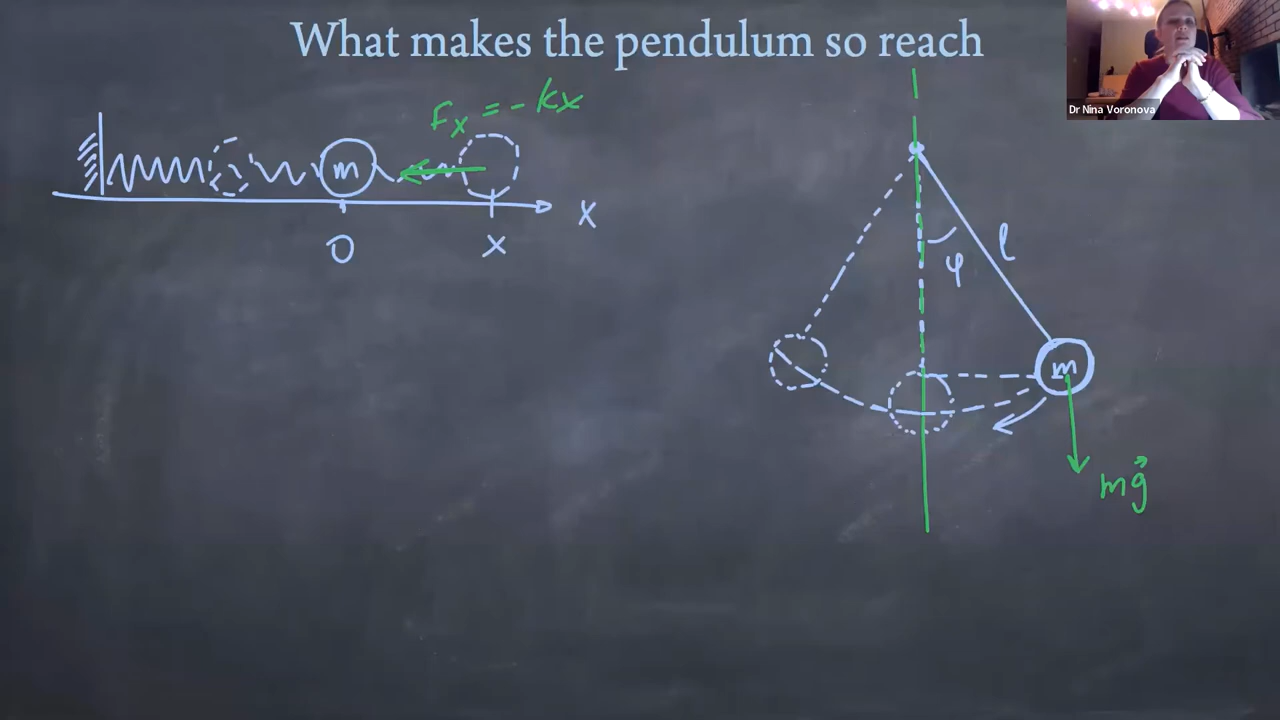 What makes the pendulum so reach
Dr Nina Voronova
Fx = - kx
m
x
0
x
φ
l
m
mg⃗